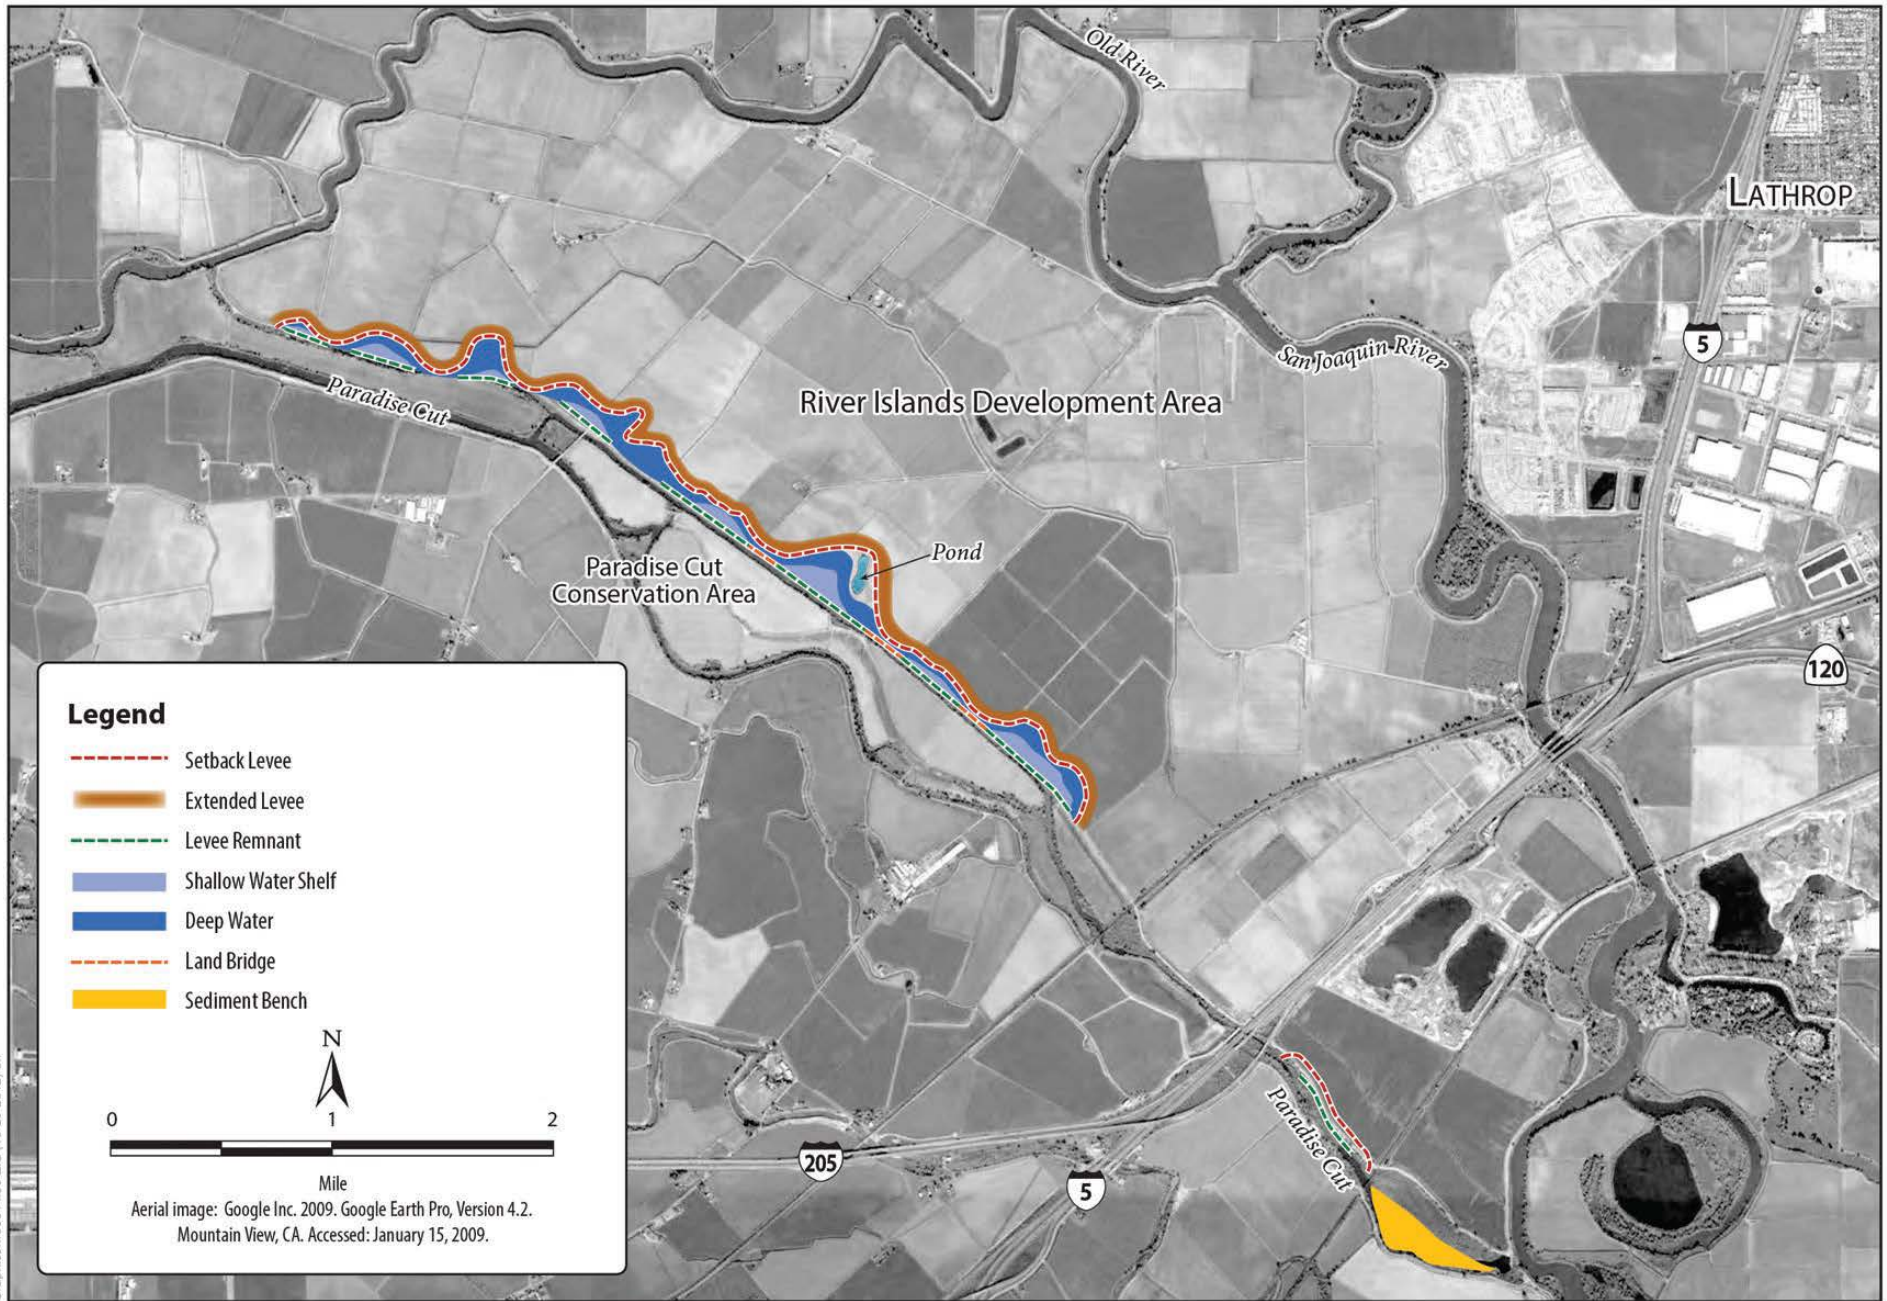 Old River
LATHROP
5
San Joaquin River
River Islands Development Area
Paradise Cut
Pond
Paradise Cut
Conservation Area
120
Legend
Setback Levee
Extended Levee
Levee Remnant
Shallow Water Shelf
Deep Water
Land Bridge
Sediment Bench
N
0 1 2
Mile
Aerial image: Google Inc. 2009. Google Earth Pro, Version 4.2.
Mountain View, CA. Accessed: January 15, 2009.
205
5
Paradise Cut